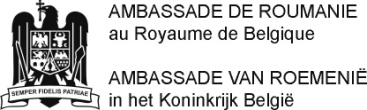 AMBASSADE DE ROUMANIE
au Royaume de Belgique
AMBASSADE VAN ROEMENIË
in het Koninkrijk België
SEMPER FIDELIS PATRIAE